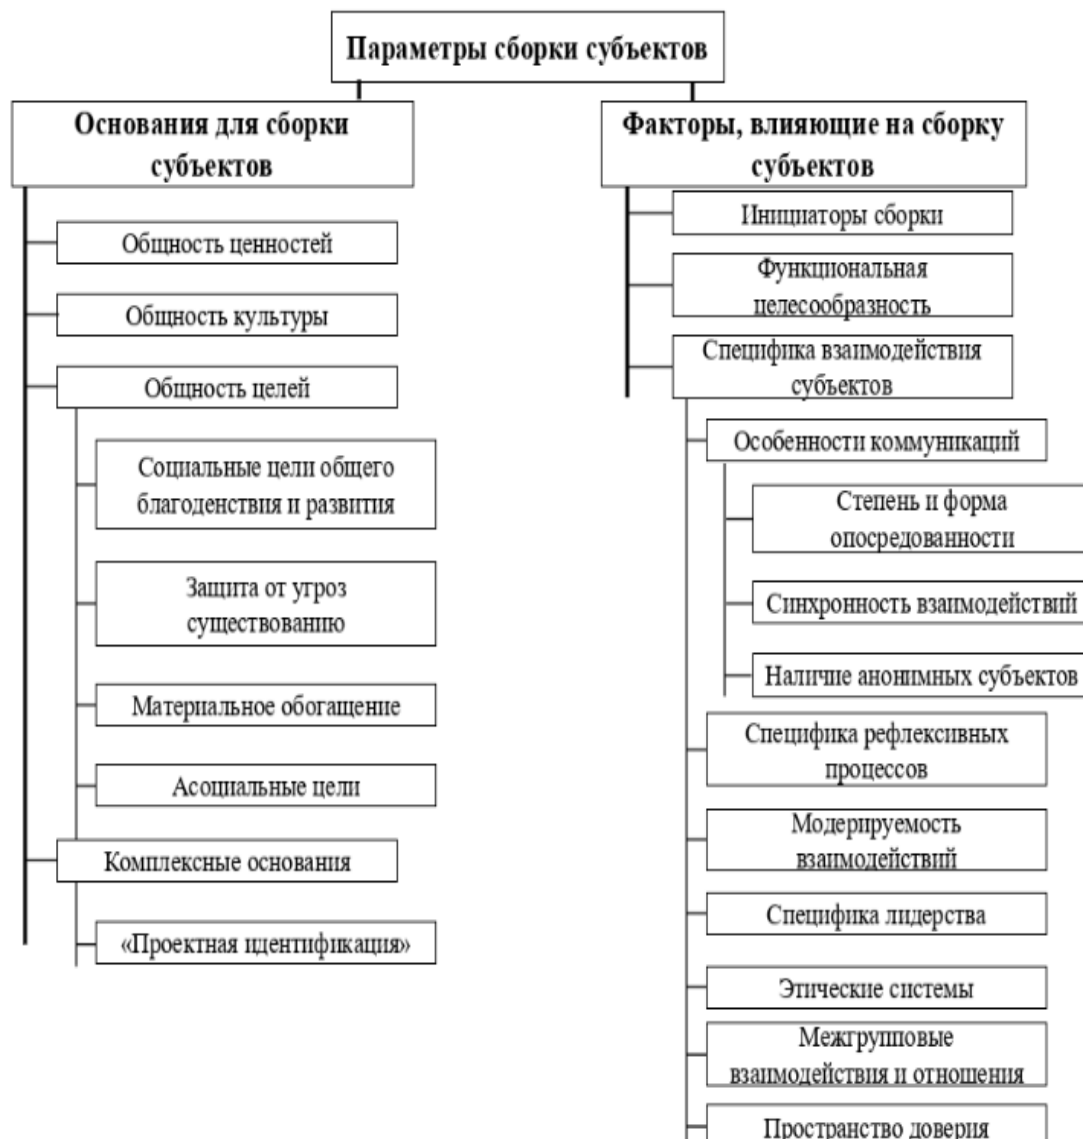 Параметры сборки субъектов
Основания для сборки
субъектов
Общность ценностей
Общность культуры
Общность целей
Социальные цели общего
благоденствия и развития
Защита от угроз
существованию
Материальное обогащение
Асоциальные цели
Комплексные основания
«Проектная идентификация»
Факторы, влияющие на сборку
субъектов
Инициаторы сборки
Функциональная
целесообразность
Специфика взаимодействия
субъектов
Особенности коммуникаций
Степень и форма
опосредованности
Синхронность взаимодействий
Наличие анонимных субъектов
Специфика рефлексивных
процессов
Модерируемость
взаимодействий
Специфика лидерства
Этические системы
Межгрупповые
взаимодействия и отношения
Пространство доверия